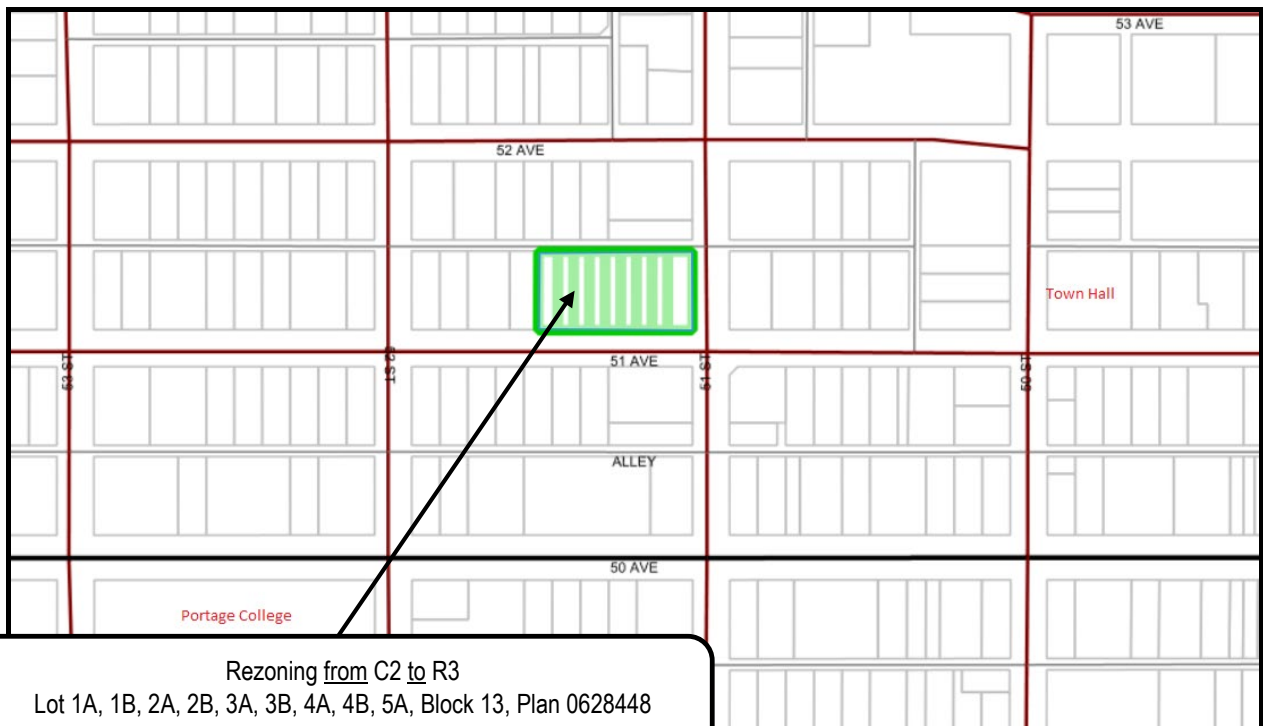 53 AVE
52 AVE
Town Hall
51 AVE
53 ST
52 ST
51 ST
50 ST
ALLEY
50 AVE
Portage College
Rezoning from C2 to R3
Lot 1A, 1B, 2A, 2B, 3A, 3B, 4A, 4B, 5A, Block 13, Plan 0628448